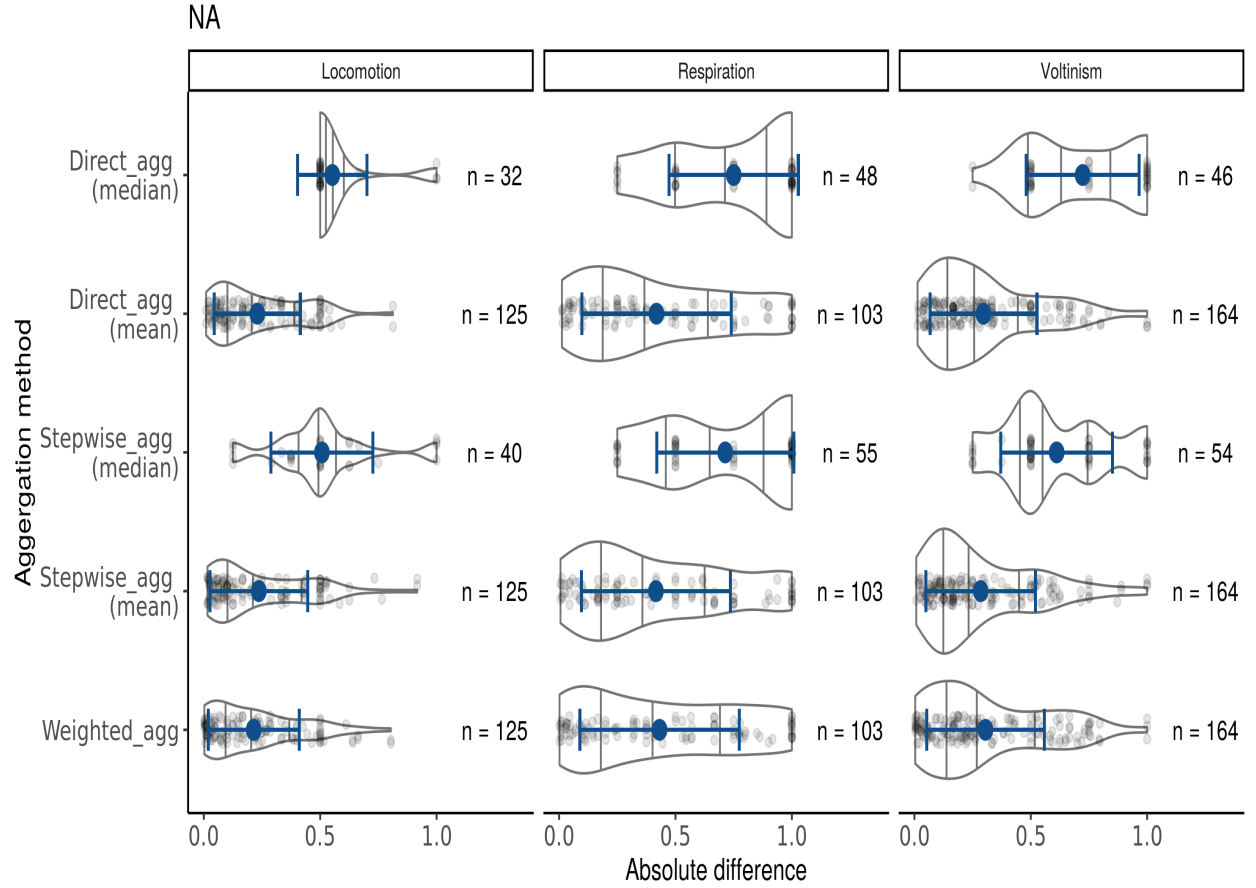 NA
Locomotion Respiration Voltinism
Direct_agg
(median)
n = 32 n = 48 n = 46
Direct_agg
(mean)
n = 125 n = 103 n = 164
Stepwise_agg
(median)
n = 40 n = 55 n = 54
Stepwise_agg
(mean)
n = 125 n = 103 n = 164
Weighted_agg n = 125 n = 103 n = 164
Aggergation method
0.0 0.5 1.0 0.0 0.5 1.0 0.0 0.5 1.0
Absolute difference